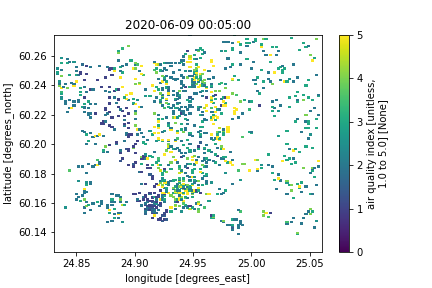 2020-06-09 00:05:00
60.26
60.24
60.22
60.20
60.18
60.16
60.14
latitude [degrees_north]
24.85 24.90 24.95 25.00 25.05
longitude [degrees_east]
5
4
3
2
1
0
air quality index [unitless,
1.0 to 5.0] [None]